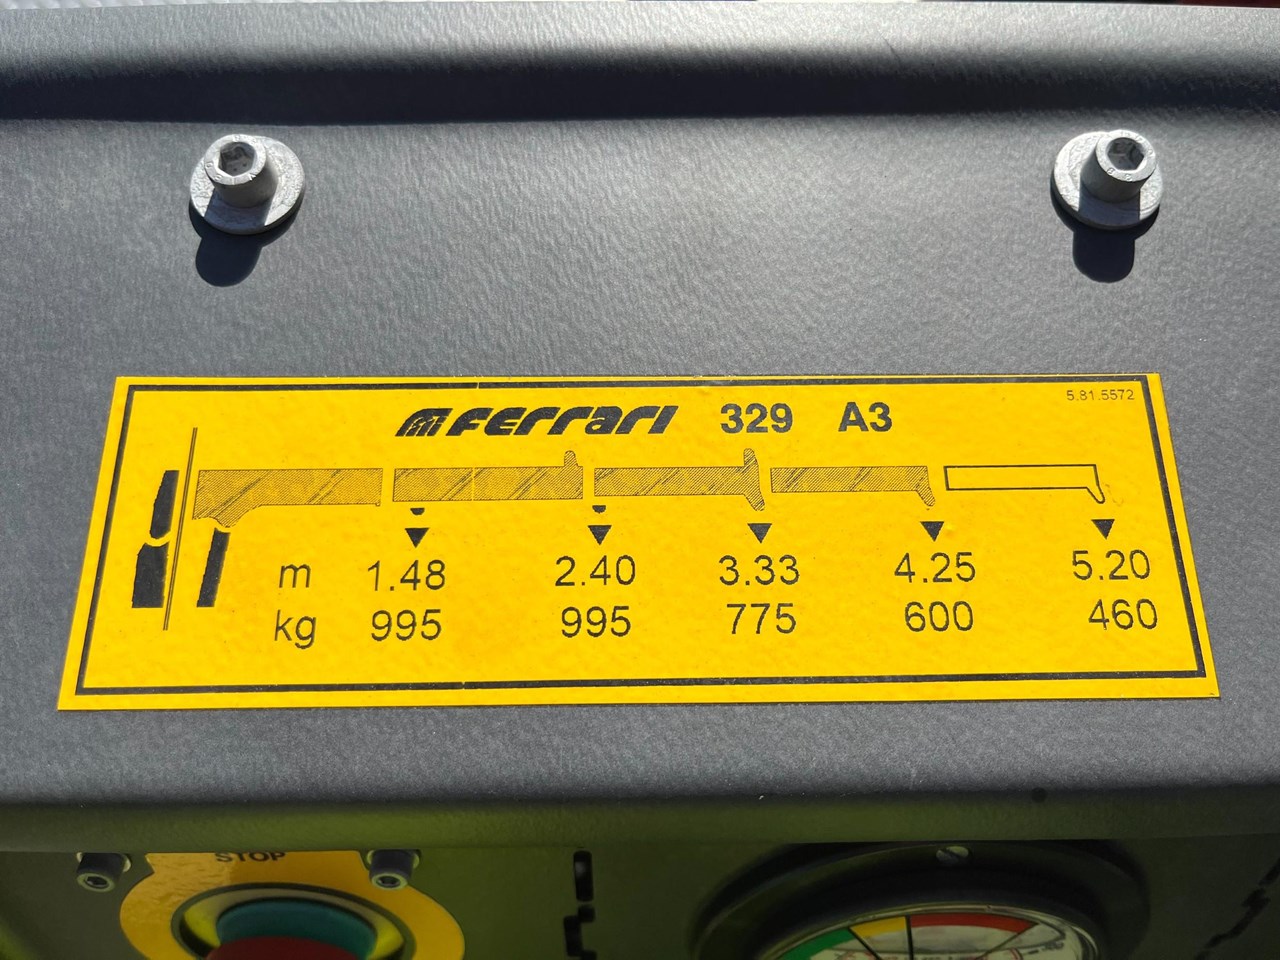 Ferrari 329 A3
5.81.5572
m 1.48 2.40 3.33 4.25 5.20
kg 995 995 775 600 460
STOP